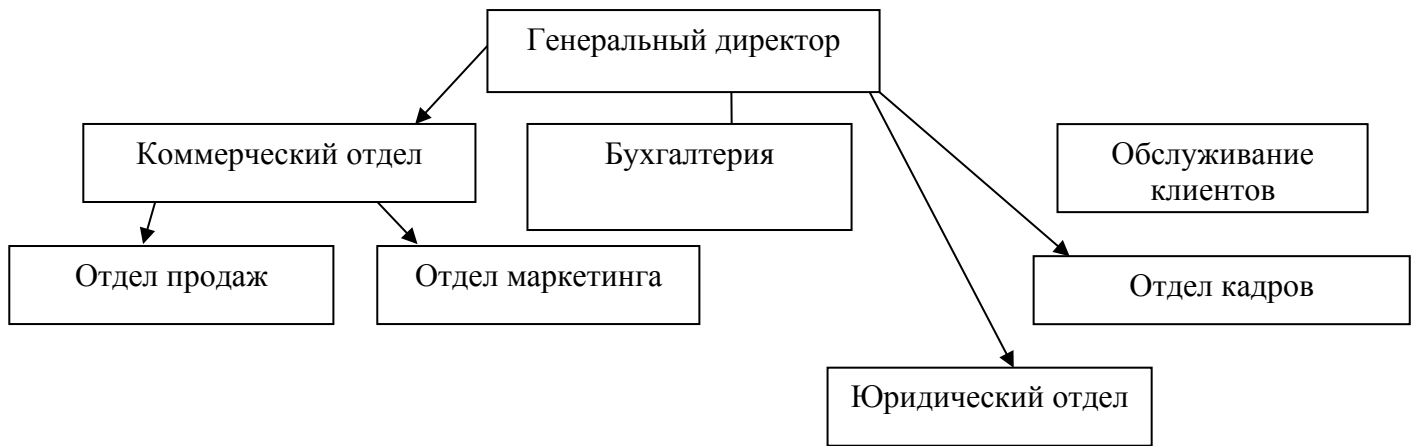 Генеральный директор
Коммерческий отдел
Бухгалтерия
Обслуживание
клиентов
Отдел продаж
Отдел маркетинга
Отдел кадров
Юридический отдел